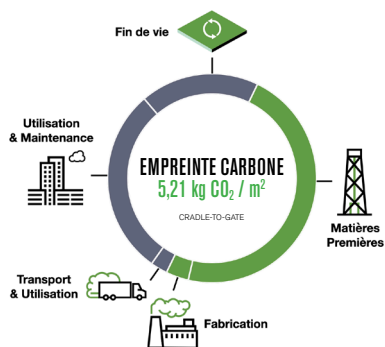 Fin de vie
Utilisation
& Maintenance
EMPREINTE CARBONE
5,21 kg CO₂ / m²
CRADLE-TO-GATE
Matières
Premières
Transport
& Utilisation
Fabrication